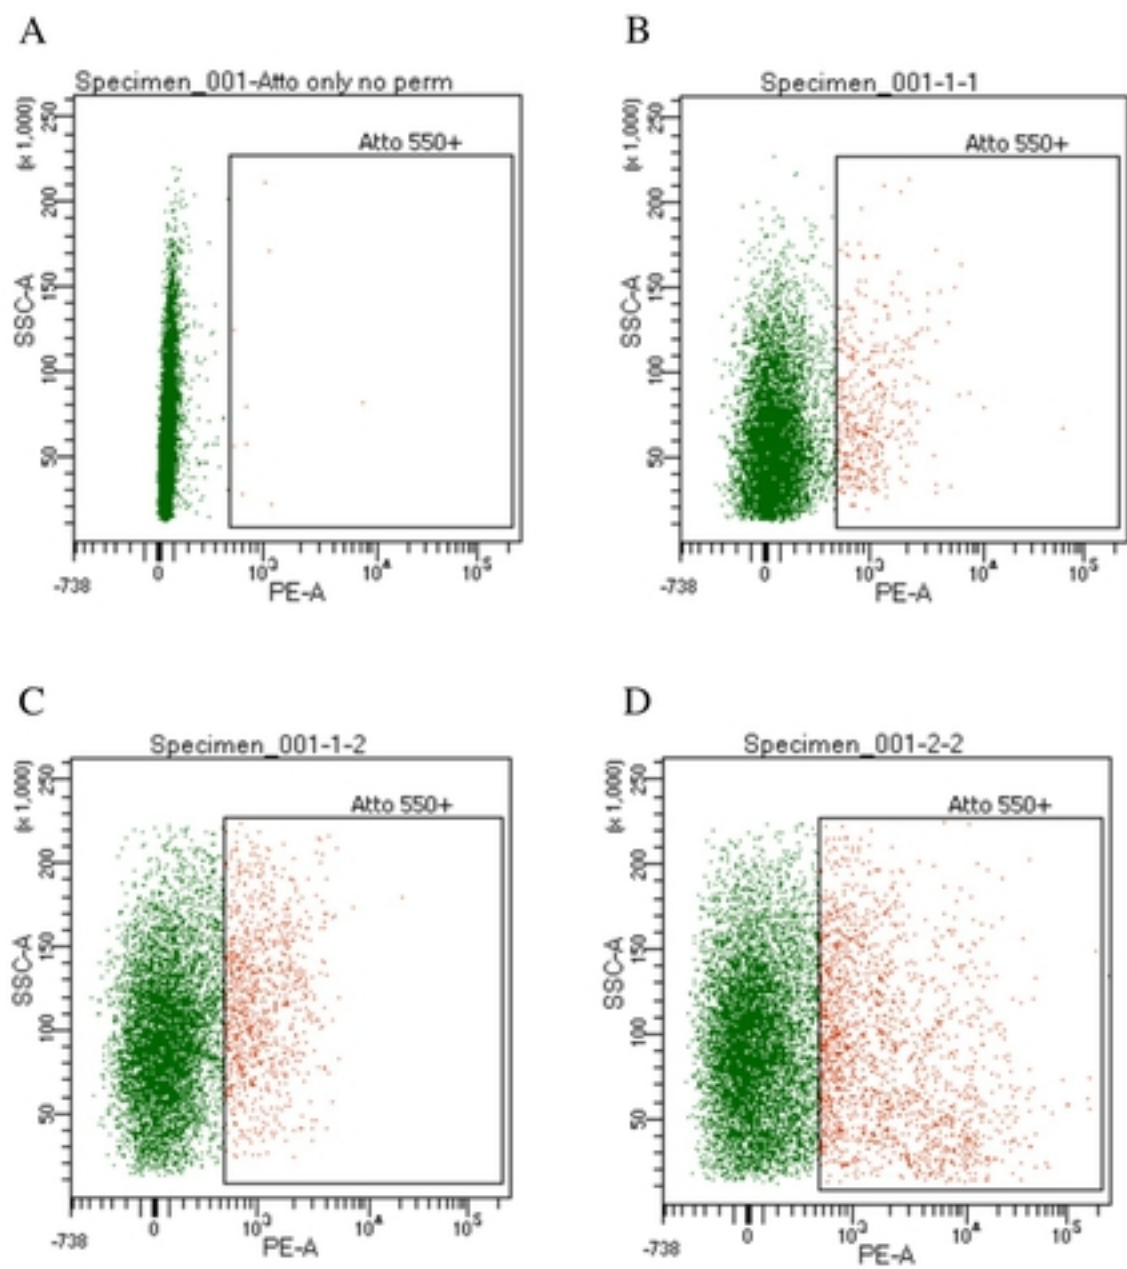 A
Specimen_001-Atto only no perm
Atto 550+
(x 1,000)
250
200
150
100
50
SSC-A
-738
0
10³
10⁴
10⁵
PE-A
B
Specimen_001-1-1
Atto 550+
(x 1,000)
250
200
150
100
50
SSC-A
-738
0
10³
10⁴
10⁵
PE-A
C
Specimen_001-1-2
Atto 550+
(x 1,000)
250
200
150
100
50
SSC-A
-738
0
10³
10⁴
10⁵
PE-A
D
Specimen_001-2-2
Atto 550+
(x 1,000)
250
200
150
100
50
SSC-A
-738
0
10³
10⁴
10⁵
PE-A